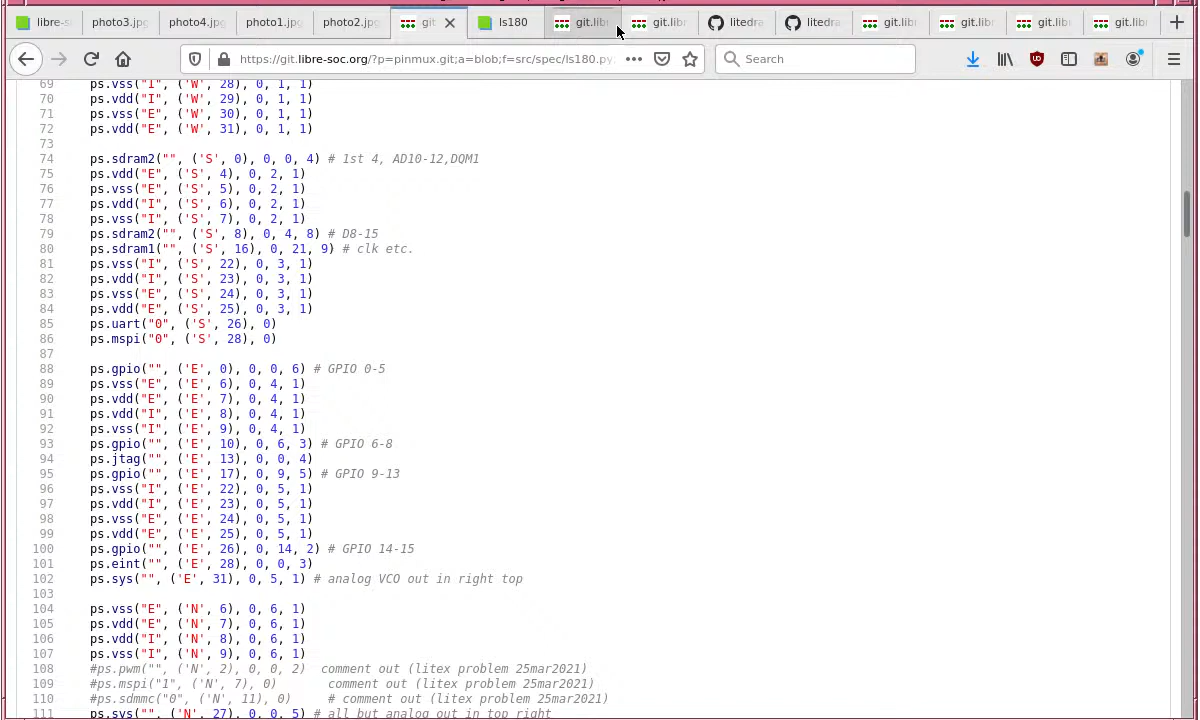 libre-s
photo3.jpg
photo4.jpg
photo1.jpg
photo2.jpg
git
ls180
git.libr
git.libr
litedra
litedra
git.libr
git.libr
git.libr
git.libr
https://git.libre-soc.org/?p=pinmux.git;a=blob;f=src/spec/ls180.py
Search
69 ps.vss("I", ('W', 28), 0, 1, 1)
70 ps.vdd("I", ('W', 29), 0, 1, 1)
71 ps.vss("E", ('W', 30), 0, 1, 1)
72 ps.vdd("E", ('W', 31), 0, 1, 1)
73
74 ps.sdram2("", ('S', 0), 0, 0, 4) # 1st 4, AD10-12,DQM1
75 ps.vdd("E", ('S', 4), 0, 2, 1)
76 ps.vss("E", ('S', 5), 0, 2, 1)
77 ps.vdd("I", ('S', 6), 0, 2, 1)
78 ps.vss("I", ('S', 7), 0, 2, 1)
79 ps.sdram2("", ('S', 8), 0, 4, 8) # D8-15
80 ps.sdram1("", ('S', 16), 0, 21, 9) # clk etc.
81 ps.vss("I", ('S', 22), 0, 3, 1)
82 ps.vdd("I", ('S', 23), 0, 3, 1)
83 ps.vss("E", ('S', 24), 0, 3, 1)
84 ps.vdd("E", ('S', 25), 0, 3, 1)
85 ps.uart("0", ('S', 26), 0)
86 ps.mspi("0", ('S', 28), 0)
87
88 ps.gpio("", ('E', 0), 0, 0, 6) # GPIO 0-5
89 ps.vss("E", ('E', 6), 0, 4, 1)
90 ps.vdd("E", ('E', 7), 0, 4, 1)
91 ps.vdd("I", ('E', 8), 0, 4, 1)
92 ps.vss("I", ('E', 9), 0, 4, 1)
93 ps.gpio("", ('E', 10), 0, 6, 3) # GPIO 6-8
94 ps.jtag("", ('E', 13), 0, 0, 4)
95 ps.gpio("", ('E', 17), 0, 9, 5) # GPIO 9-13
96 ps.vss("I", ('E', 22), 0, 5, 1)
97 ps.vdd("I", ('E', 23), 0, 5, 1)
98 ps.vss("E", ('E', 24), 0, 5, 1)
99 ps.vdd("E", ('E', 25), 0, 5, 1)
100 ps.gpio("", ('E', 26), 0, 14, 2) # GPIO 14-15
101 ps.eint("", ('E', 28), 0, 0, 3)
102 ps.sys("", ('E', 31), 0, 5, 1) # analog VCO out in right top
103
104 ps.vss("E", ('N', 6), 0, 6, 1)
105 ps.vdd("E", ('N', 7), 0, 6, 1)
106 ps.vdd("I", ('N', 8), 0, 6, 1)
107 ps.vss("I", ('N', 9), 0, 6, 1)
108 #ps.pwm("", ('N', 2), 0, 0, 2) comment out (litex problem 25mar2021)
109 #ps.mspi("1", ('N', 7), 0) comment out (litex problem 25mar2021)
110 #ps.sdmmc("0", ('N', 11), 0) # comment out (litex problem 25mar2021)
111 ps.sys("", ('N', 27), 0, 0, 5) # all but analog out in top right